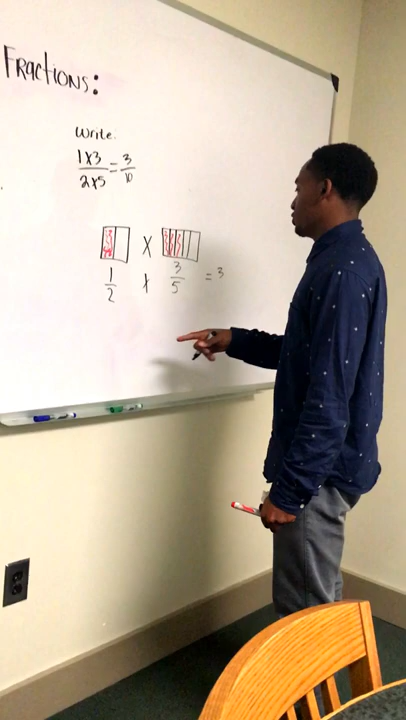 Fractions:
Write.
1x3/2x5 = 3/10
x
1/2 x 3/5 = 3